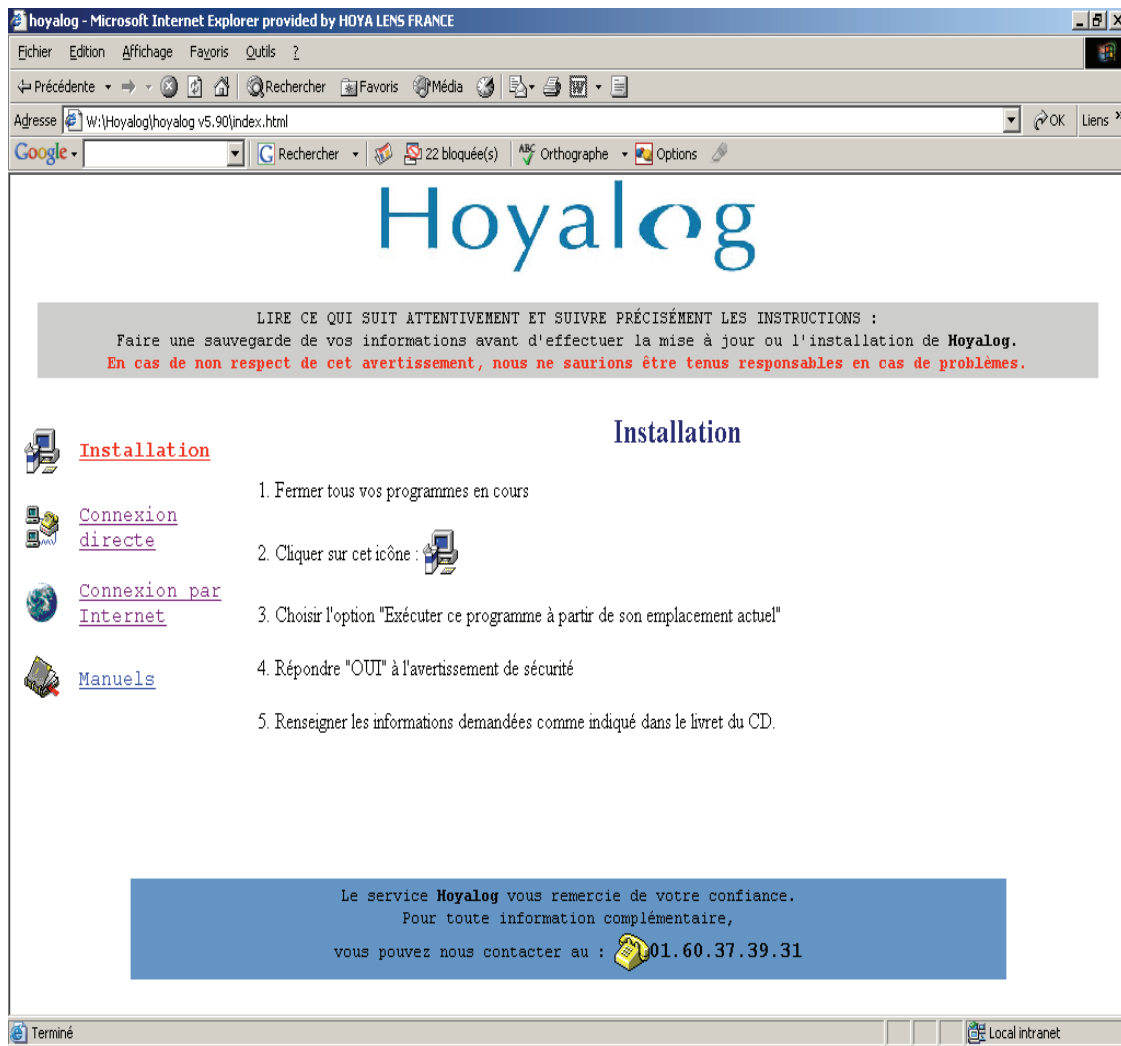 hoyalog - Microsoft Internet Explorer provided by HOYA LENS FRANCE
Fichier Edition Affichage Favoris Outils ?
Précédente Rechercher Favoris Média
Adresse W:\Hoyalog\hoyalog v5.90\index.html OK Liens »
Google Rechercher 22 bloquée(s) ABC Orthographe Options
Hoyalog
LIRE CE QUI SUIT ATTENTIVEMENT ET SUIVRE PRÉCISÉMENT LES INSTRUCTIONS :
Faire une sauvegarde de vos informations avant d'effectuer la mise à jour ou l'installation de Hoyalog.
En cas de non respect de cet avertissement, nous ne saurions être tenus responsables en cas de problèmes.
Installation
Connexion
directe
Connexion par
Internet
Manuels
Installation
1. Fermer tous vos programmes en cours
2. Cliquer sur cet icône :
3. Choisir l'option "Exécuter ce programme à partir de son emplacement actuel"
4. Répondre "OUI" à l'avertissement de sécurité
5. Renseigner les informations demandées comme indiqué dans le livret du CD.
Le service Hoyalog vous remercie de votre confiance.
Pour toute information complémentaire,
vous pouvez nous contacter au : 01.60.37.39.31
Terminé Local intranet